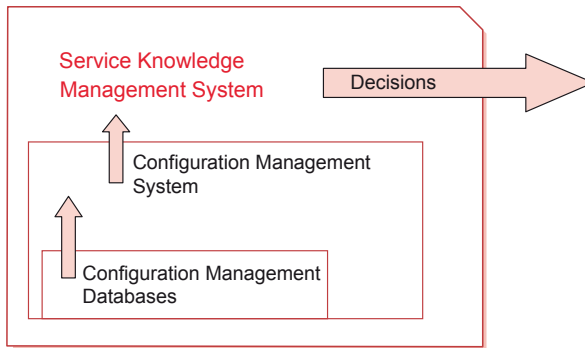 Service Knowledge
Management System
Decisions
Configuration Management
System
Configuration Management
Databases